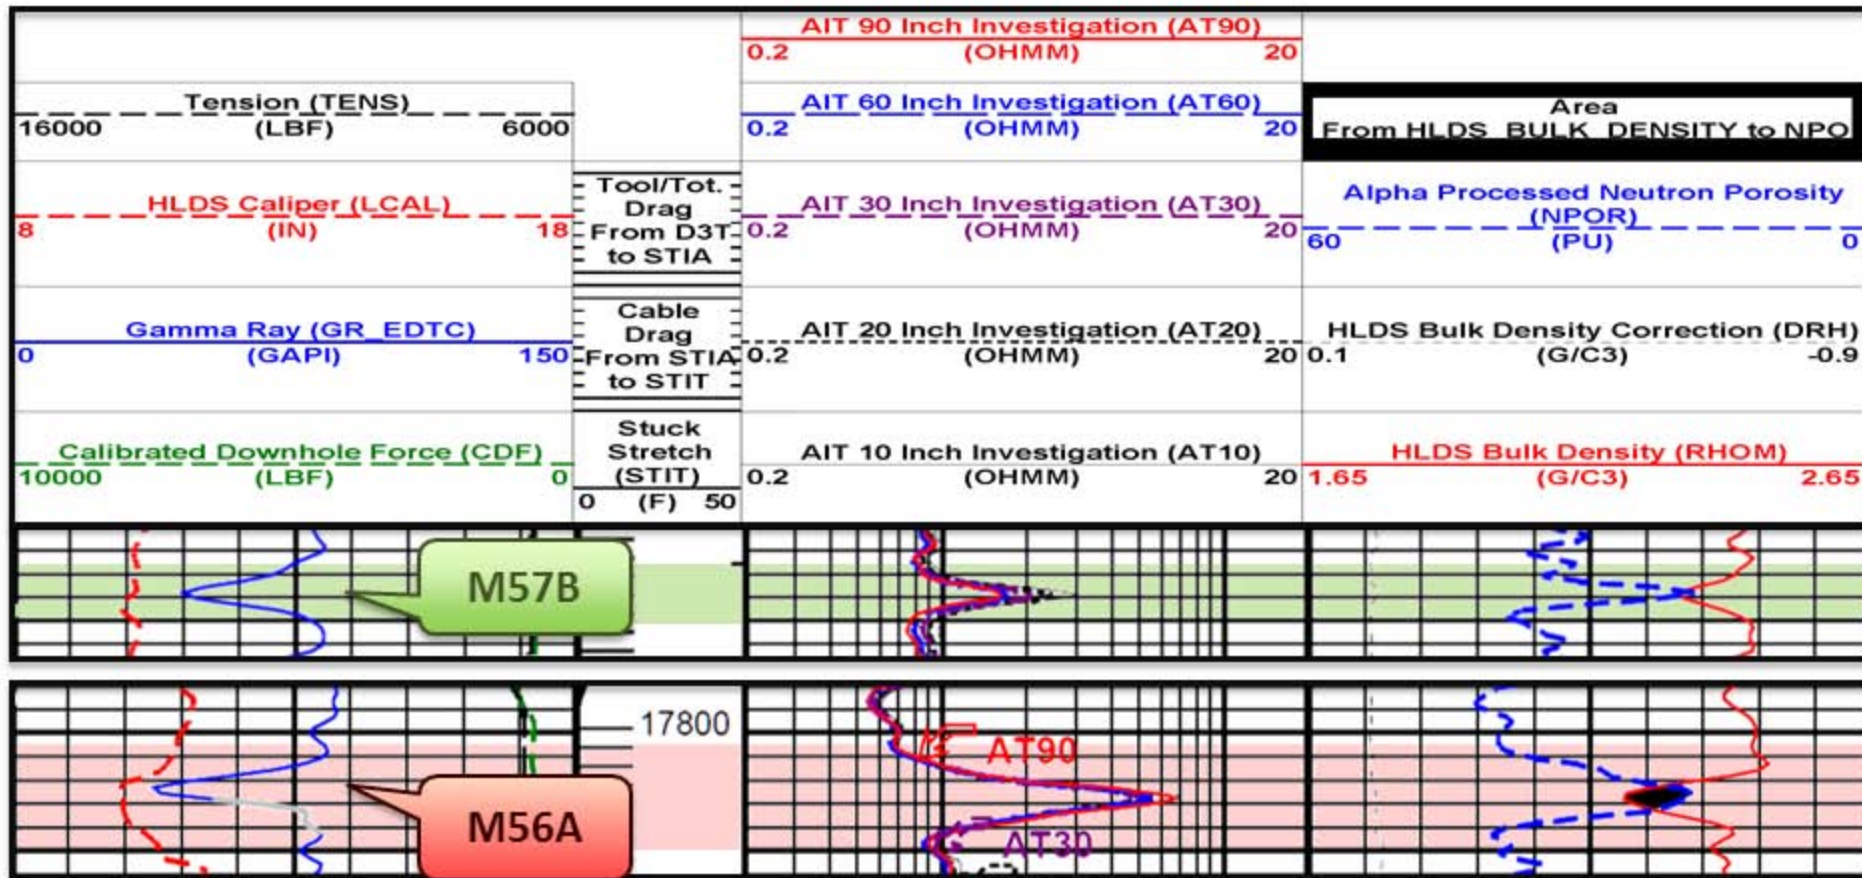 Tension (TENS)
16000 (LBF) 6000
HLDS Caliper (LCAL)
8 (IN) 18
Gamma Ray (GR_EDTC)
0 (GAPI) 150
Calibrated Downhole Force (CDF)
10000 (LBF) 0
Tool/Tot.
Drag
From D3T
to STIA
Cable
Drag
From STIA
to STIT
Stuck
Stretch
(STIT)
0 (F) 50
AIT 90 Inch Investigation (AT90)
0.2 (OHMM) 20
AIT 60 Inch Investigation (AT60)
0.2 (OHMM) 20
AIT 30 Inch Investigation (AT30)
0.2 (OHMM) 20
AIT 20 Inch Investigation (AT20)
0.2 (OHMM) 20
AIT 10 Inch Investigation (AT10)
0.2 (OHMM) 20
Area
From HLDS_BULK_DENSITY to NPO
Alpha Processed Neutron Porosity
(NPOR)
60 (PU) 0
HLDS Bulk Density Correction (DRH)
0.1 (G/C3) -0.9
HLDS Bulk Density (RHOM)
1.65 (G/C3) 2.65
M57B
17800
AT90
M56A
AT30